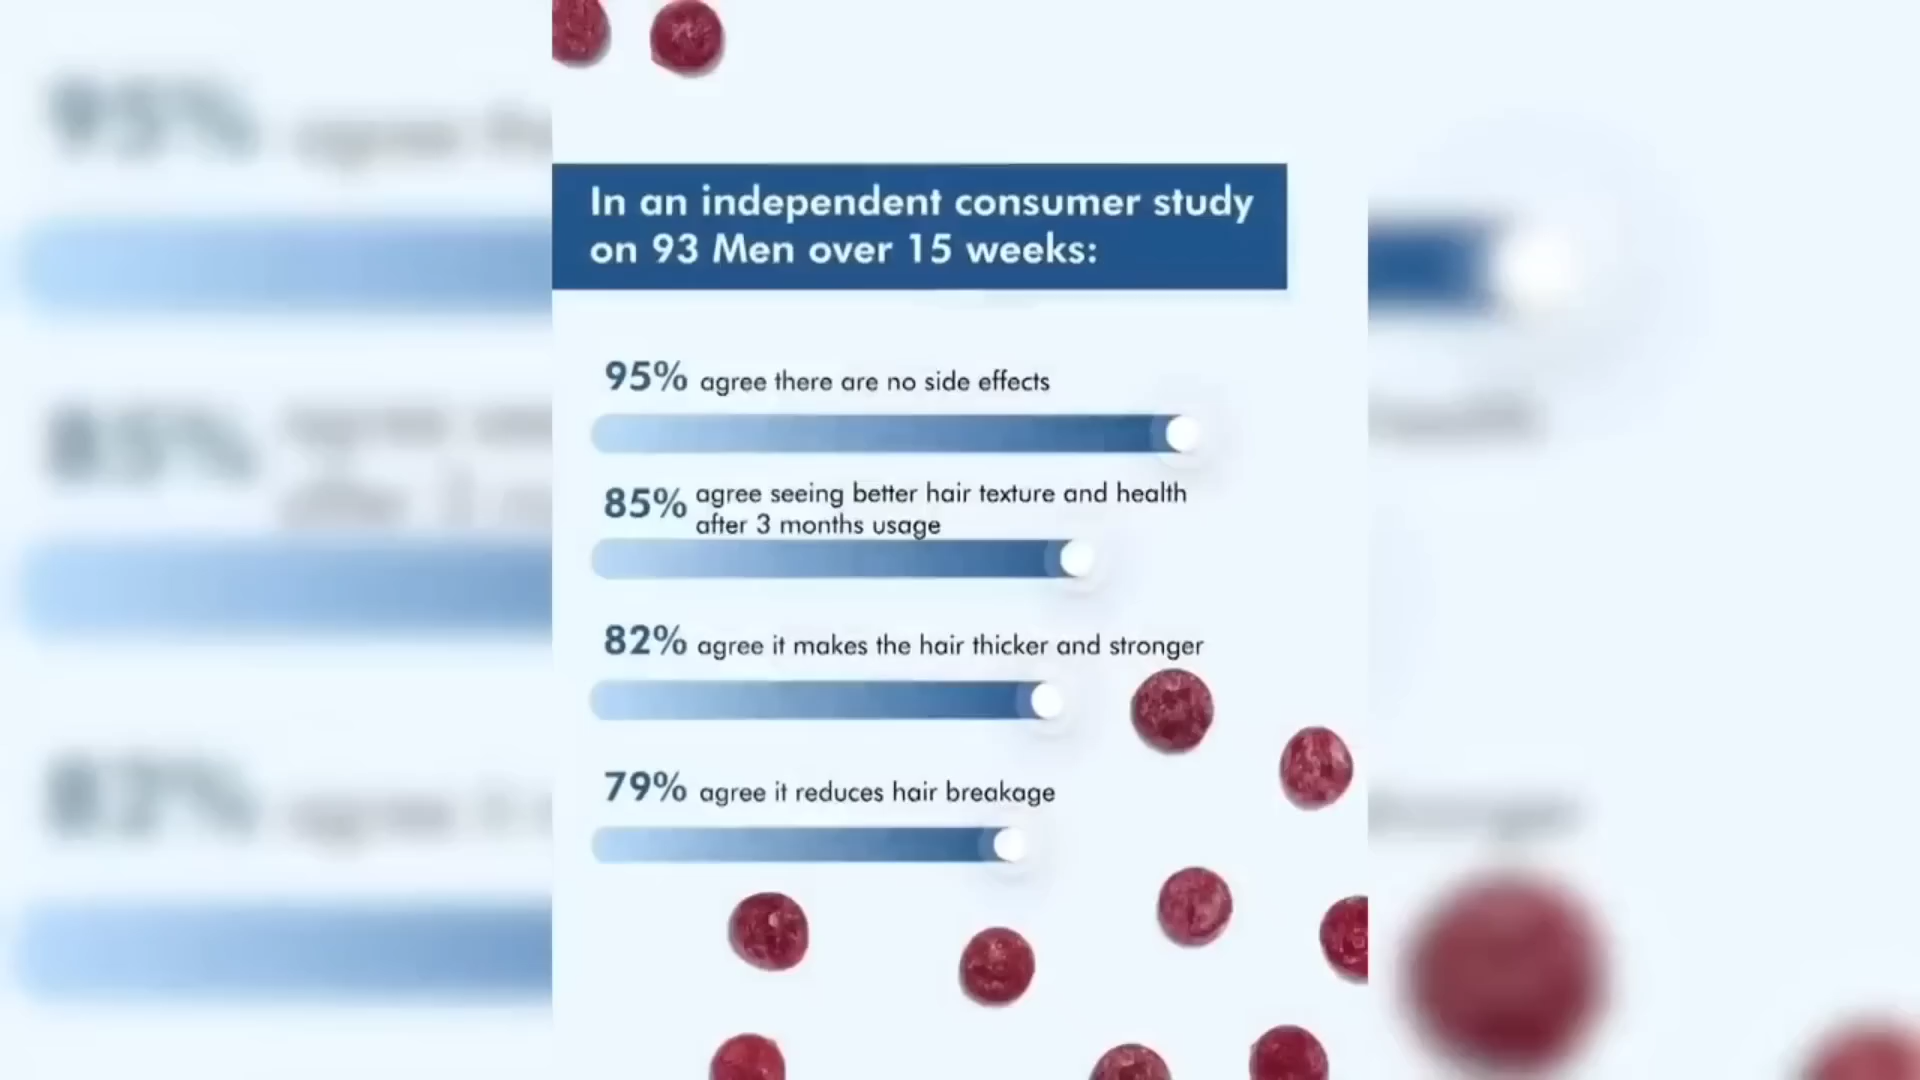 In an independent consumer study
on 93 Men over 15 weeks:
95% agree there are no side effects
85% agree seeing better hair texture and health
after 3 months usage
82% agree it makes the hair thicker and stronger
79% agree it reduces hair breakage